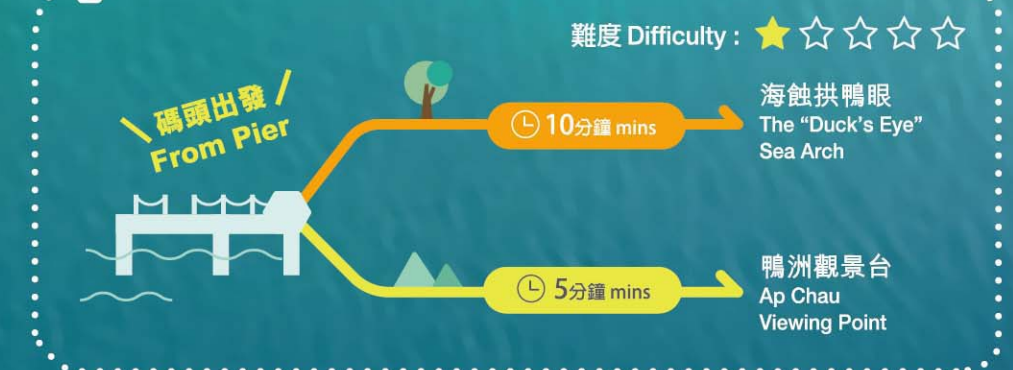 難度 Difficulty :
碼頭出發
From Pier
10分鐘 mins
海蝕拱鴨眼
The “Duck’s Eye”
Sea Arch
5分鐘 mins
鴨洲觀景台
Ap Chau
Viewing Point